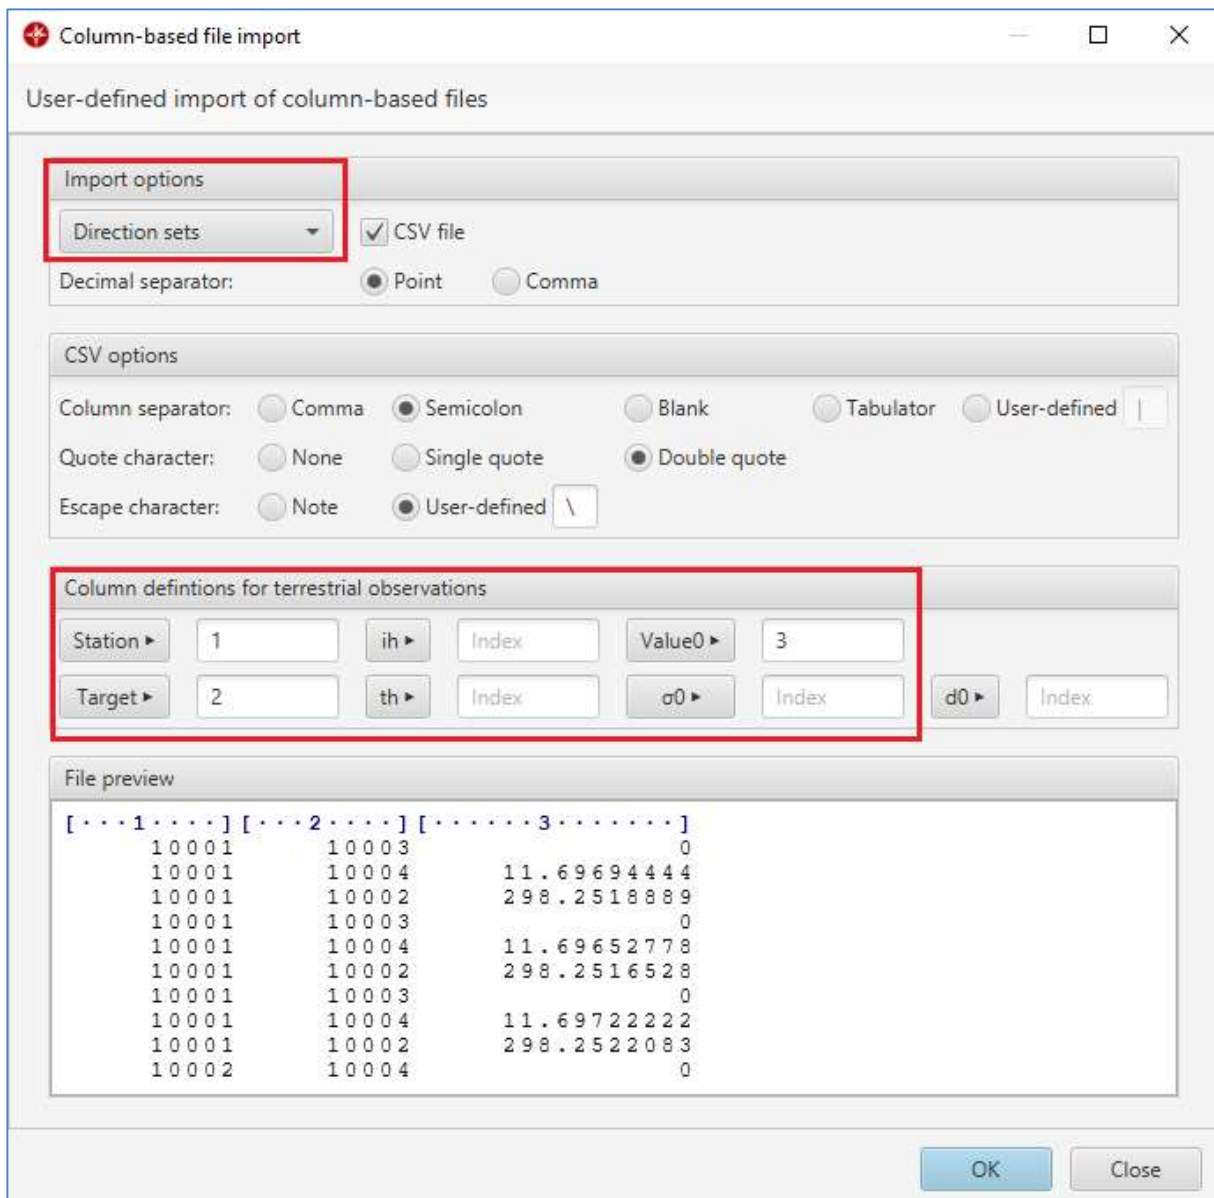 Column-based file import
User-defined import of column-based files
Import options
Direction sets CSV file
Decimal separator: Point Comma
CSV options
Column separator: Comma Semicolon Blank Tabulator User-defined |
Quote character: None Single quote Double quote
Escape character: Note User-defined \
Column defintions for terrestrial observations
Station ▸ 1 ih ▸ Index Value0 ▸ 3
Target ▸ 2 th ▸ Index σ0 ▸ Index d0 ▸ Index
File preview
[···1····][···2····][······3·······]
10001 10003 0
10001 10004 11.69694444
10001 10002 298.2518889
10001 10003 0
10001 10004 11.69652778
10001 10002 298.2516528
10001 10003 0
10001 10004 11.69722222
10001 10002 298.2522083
10002 10004 0
OK Close